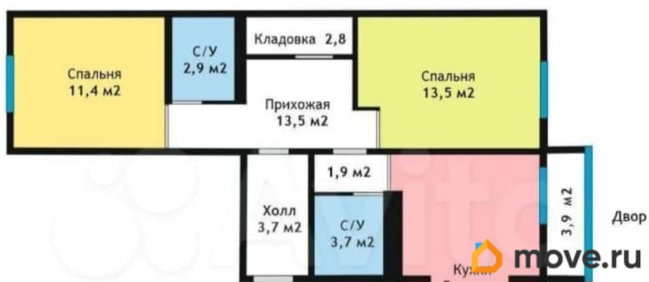 Спальня
11,4 м2
С/У
2,9 м2
Кладовка 2,8
Прихожая
13,5 м2
Спальня
13,5 м2
1,9 м2
Холл
3,7 м2
С/У
3,7 м2
3,9 м2
Двор
Avito
move.ru